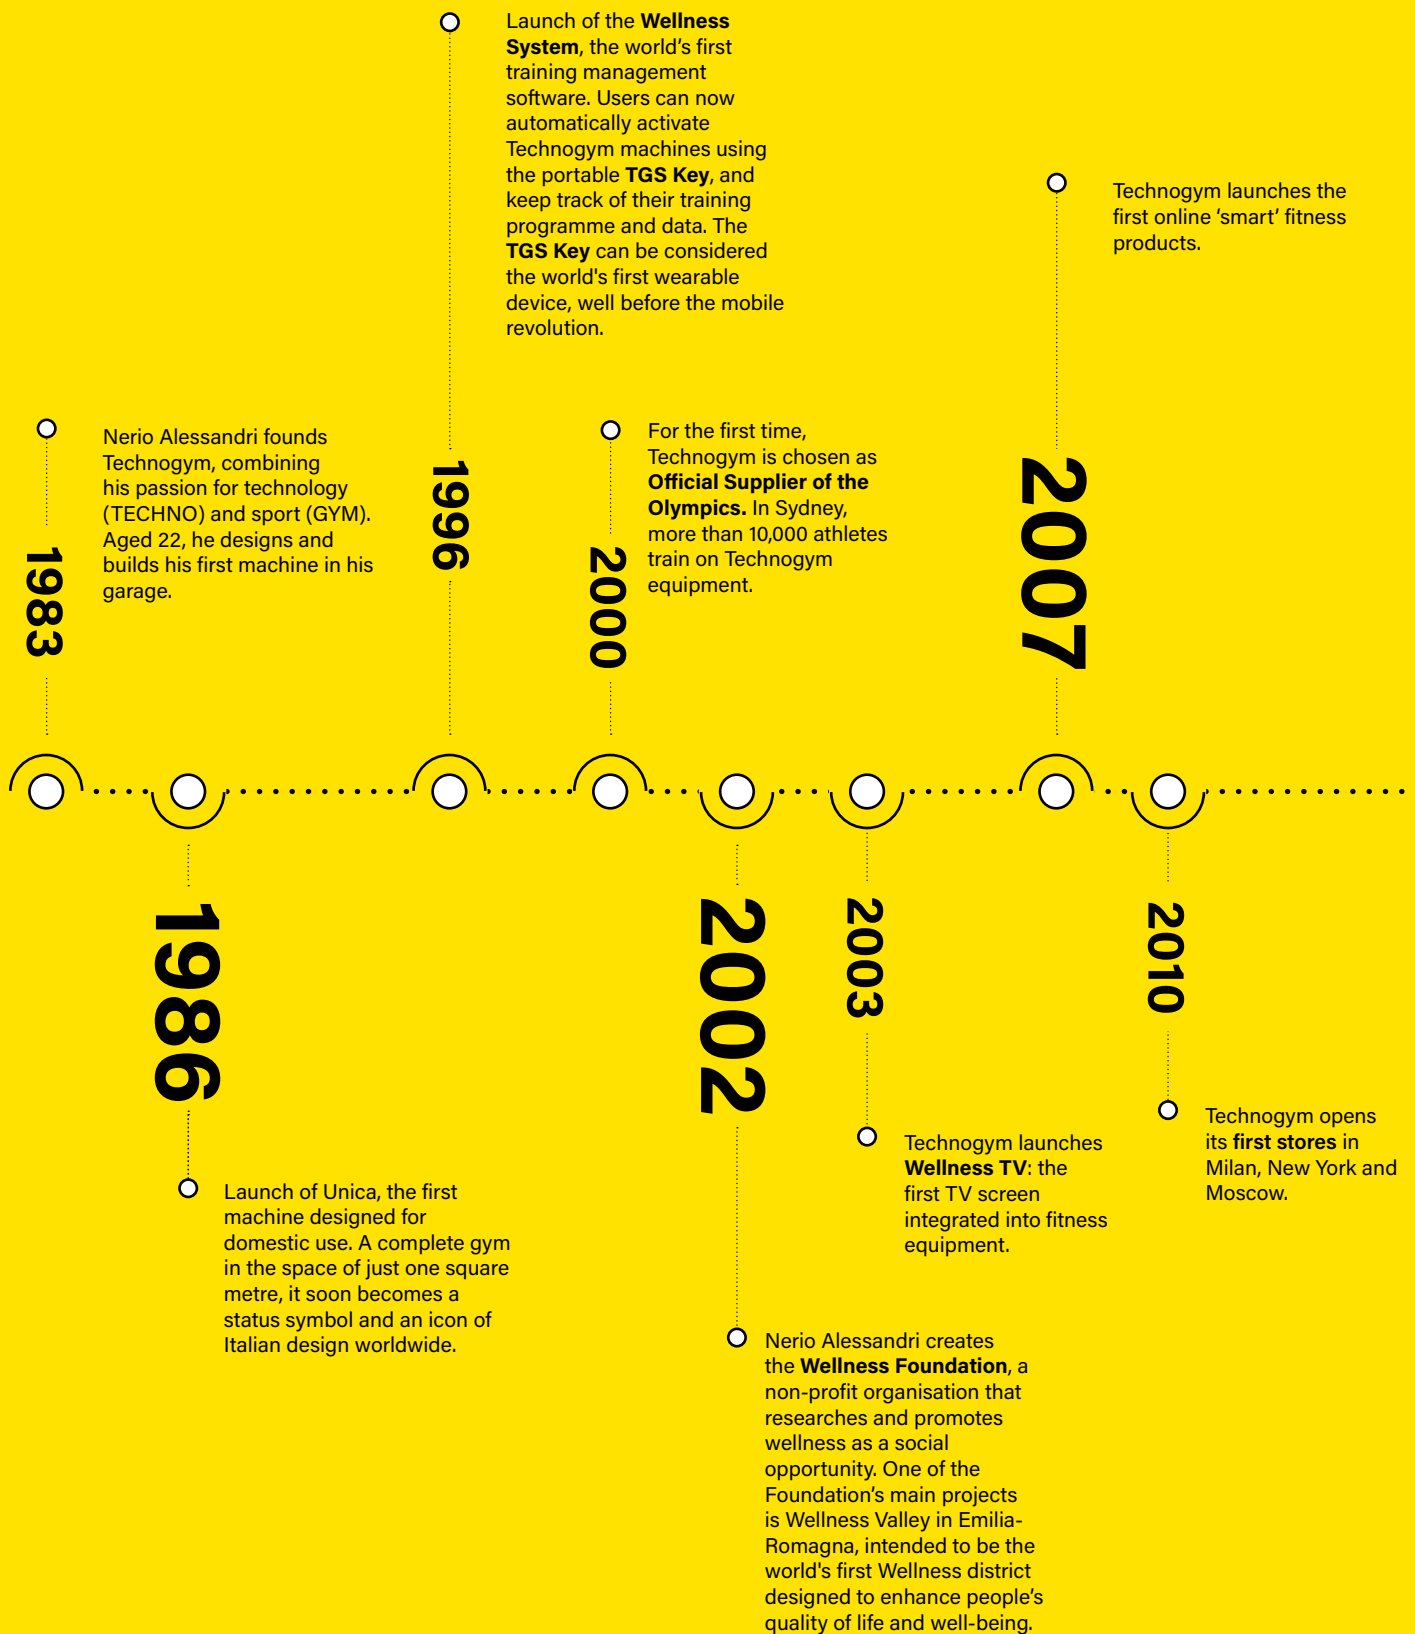 Launch of the Wellness
System, the world's first
training management
software. Users can now
automatically activate
Technogym machines using
the portable TGS Key, and
keep track of their training
programme and data. The
TGS Key can be considered
the world's first wearable
device, well before the mobile
revolution.
Technogym launches the
first online ‘smart’ fitness
products.
Nerio Alessandri founds
Technogym, combining
his passion for technology
(TECHNO) and sport (GYM).
Aged 22, he designs and
builds his first machine in his
garage.
For the first time,
Technogym is chosen as
Official Supplier of the
Olympics. In Sydney,
more than 10,000 athletes
train on Technogym
equipment.
1983
1996
2000
2007
1986
2002
2003
2010
Launch of Unica, the first
machine designed for
domestic use. A complete gym
in the space of just one square
metre, it soon becomes a
status symbol and an icon of
Italian design worldwide.
Nerio Alessandri creates
the Wellness Foundation, a
non-profit organisation that
researches and promotes
wellness as a social
opportunity. One of the
Foundation’s main projects
is Wellness Valley in Emilia-
Romagna, intended to be the
world's first Wellness district
designed to enhance people’s
quality of life and well-being.
Technogym launches
Wellness TV: the
first TV screen
integrated into fitness
equipment.
Technogym opens
its first stores in
Milan, New York and
Moscow.